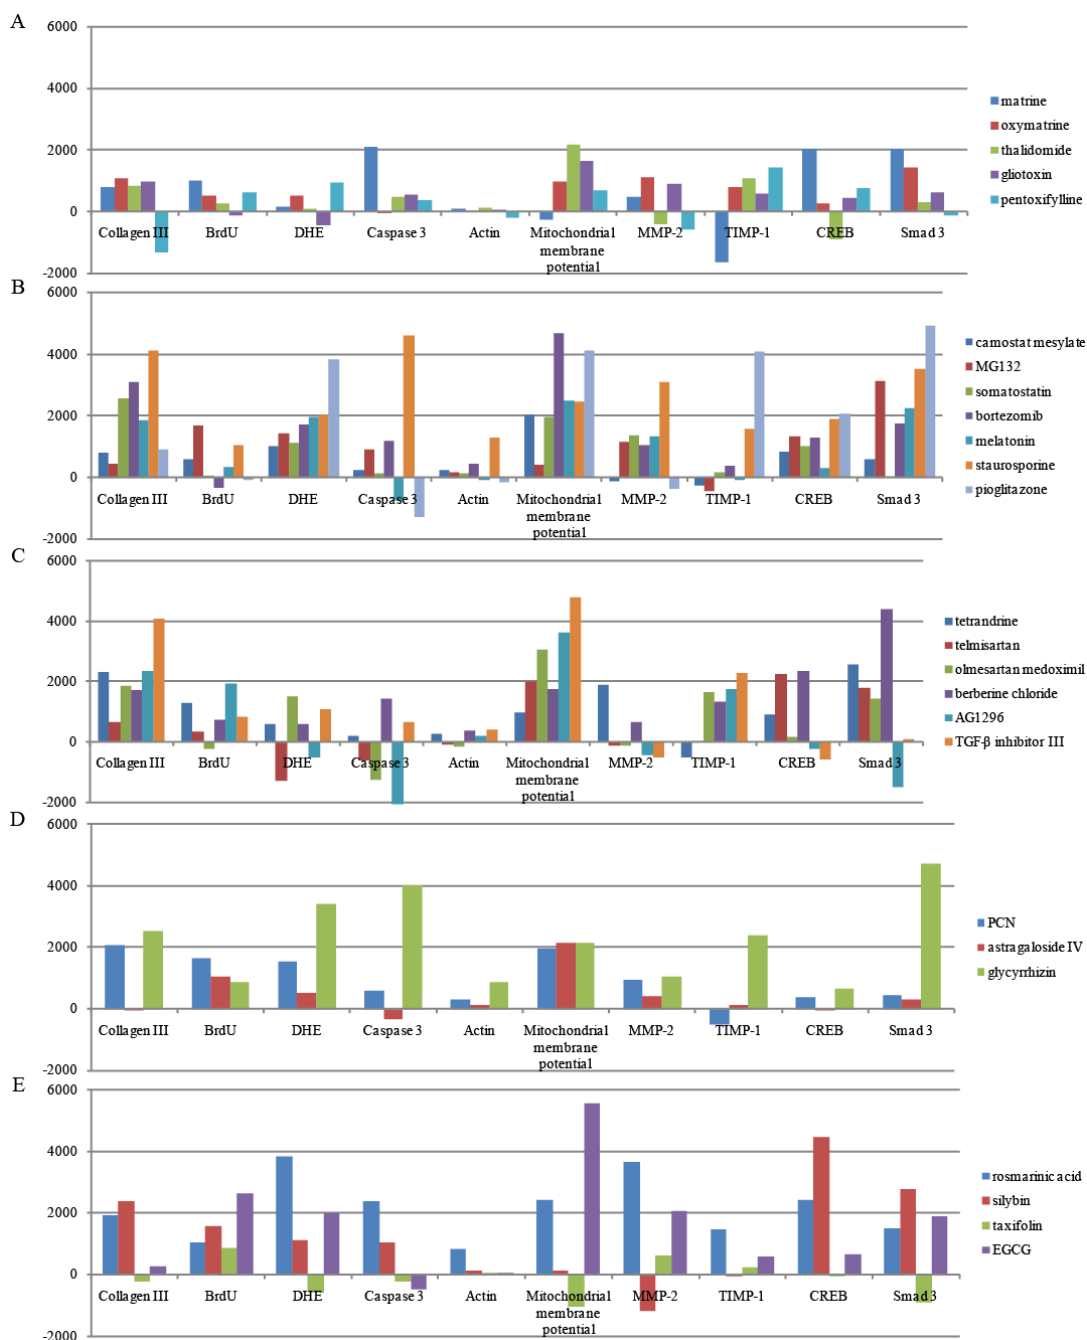 A
6000
4000
2000
0
-2000
Collagen III BrdU DHE Caspase 3 Actin Mitochondrial membrane potential MMP-2 TIMP-1 CREB Smad 3
matrine
oxymatrine
thalidomide
gliotoxin
pentoxifylline
B
6000
4000
2000
0
-2000
Collagen III BrdU DHE Caspase 3 Actin Mitochondrial membrane potential MMP-2 TIMP-1 CREB Smad 3
camostat mesylate
MG132
somatostatin
bortezomib
melatonin
staurosporine
pioglitazone
C
6000
4000
2000
0
-2000
Collagen III BrdU DHE Caspase 3 Actin Mitochondrial membrane potential MMP-2 TIMP-1 CREB Smad 3
tetrandrine
telmisartan
olmesartan medoximil
berberine chloride
AG1296
TGF-β inhibitor III
D
6000
4000
2000
0
-2000
Collagen III BrdU DHE Caspase 3 Actin Mitochondrial membrane potential MMP-2 TIMP-1 CREB Smad 3
PCN
astragaloside IV
glycyrrhizin
E
6000
4000
2000
0
-2000
Collagen III BrdU DHE Caspase 3 Actin Mitochondrial membrane potential MMP-2 TIMP-1 CREB Smad 3
rosmarinic acid
silybin
taxifolin
EGCG